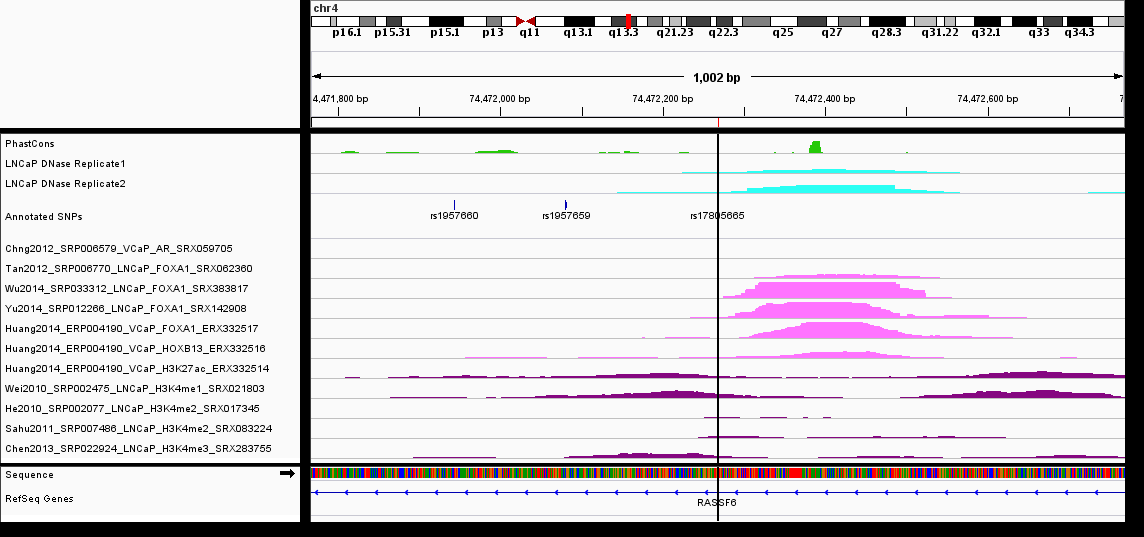 chr4
p16.1 p15.31 p15.1 p13 q11 q13.1 q13.3 q21.23 q22.3 q25 q27 q28.3 q31.22 q32.1 q33 q34.3
1,002 bp
4,471,800 bp 74,472,000 bp 74,472,200 bp 74,472,400 bp 74,472,600 bp 7
PhastCons
LNCaP DNase Replicate1
LNCaP DNase Replicate2
Annotated SNPs rs1957660 rs1957659 rs17805665
Chng2012_SRP006579_VCaP_AR_SRX059705
Tan2012_SRP006770_LNCaP_FOXA1_SRX062360
Wu2014_SRP033312_LNCaP_FOXA1_SRX383817
Yu2014_SRP012266_LNCaP_FOXA1_SRX142908
Huang2014_ERP004190_VCaP_FOXA1_ERX332517
Huang2014_ERP004190_VCaP_HOXB13_ERX332516
Huang2014_ERP004190_VCaP_H3K27ac_ERX332514
Wei2010_SRP002475_LNCaP_H3K4me1_SRX021803
He2010_SRP002077_LNCaP_H3K4me2_SRX017345
Sahu2011_SRP007486_LNCaP_H3K4me2_SRX083224
Chen2013_SRP022924_LNCaP_H3K4me3_SRX283755
Sequence
RefSeq Genes
RASSF6